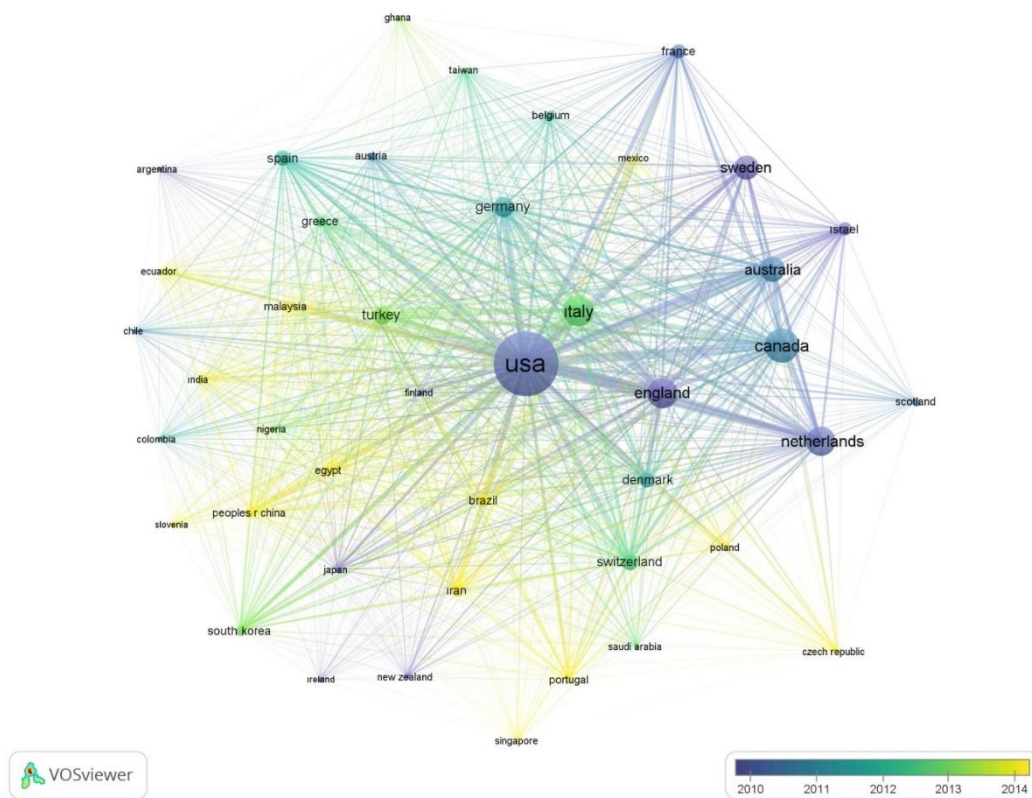 ghana
france
taiwan
belgium
spain
austria
mexico
argentina
sweden
germany
greece
israel
ecuador
australia
malaysia
turkey
italy
chile
canada
usa
india
finland
england
scotland
colombia
nigeria
netherlands
egypt
denmark
brazil
peoples r china
slovenia
poland
switzerland
japan
iran
south korea
saudi arabia
czech republic
ireland
new zealand
portugal
singapore
VOSviewer
2010 2011 2012 2013 2014